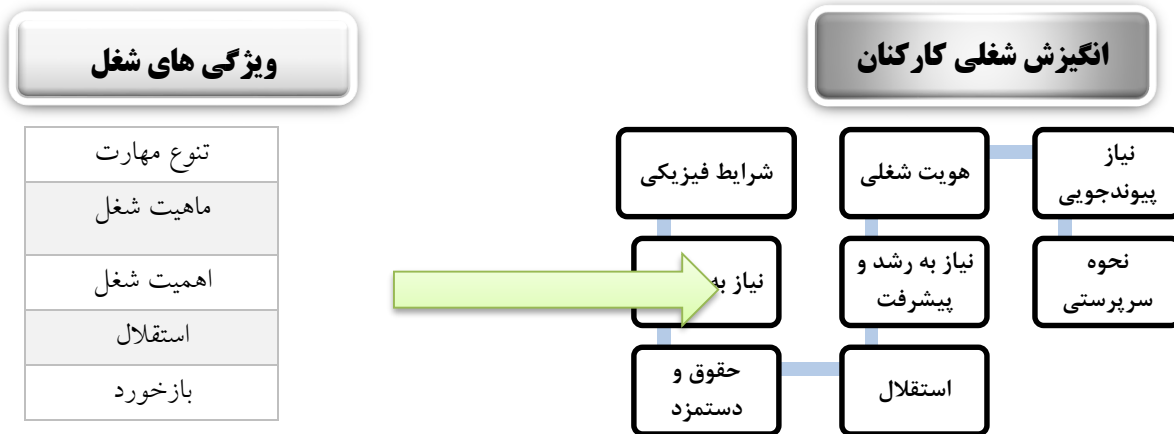 انگیزش شغلی کارکنان
ویژگی های شغل
نیاز
پیوندجویی
هویت شغلی
شرایط فیزیکی
نحوه
سرپرستی
نیاز به رشد و
پیشرفت
نیاز به
استقلال
حقوق و
دستمزد
تنوع مهارت
ماهیت شغل
اهمیت شغل
استقلال
بازخورد